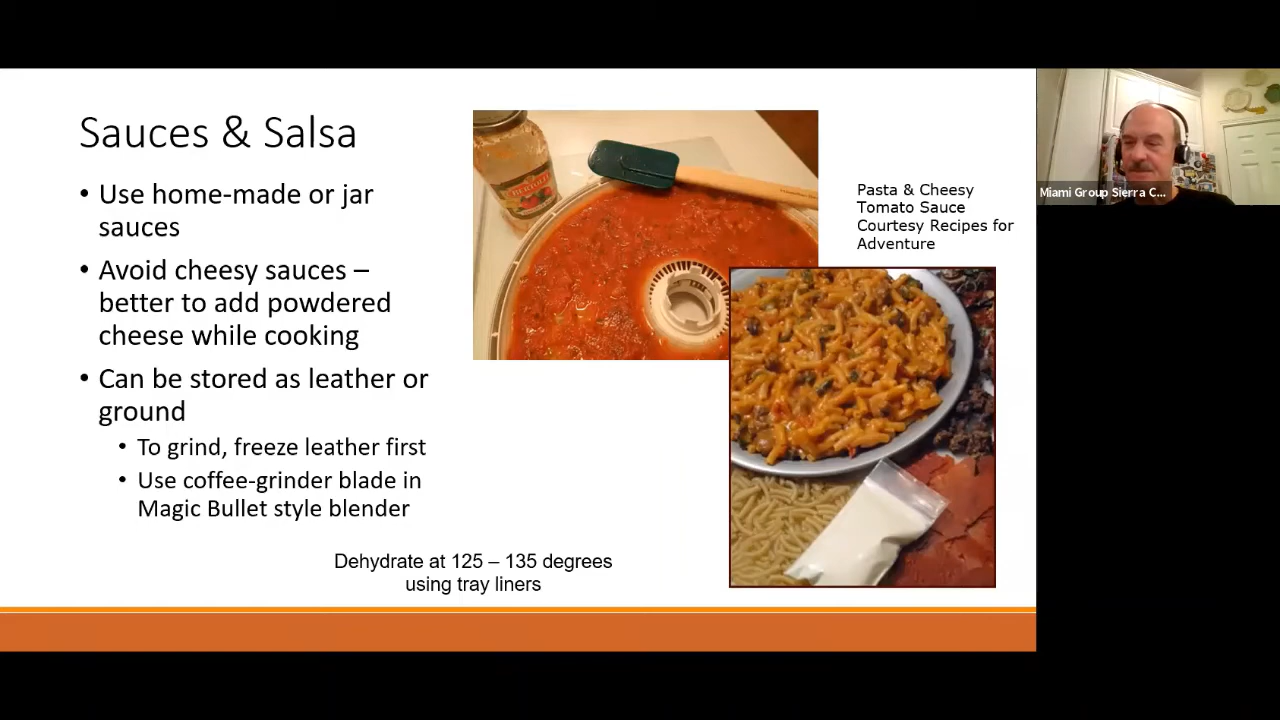 Sauces & Salsa
• Use home-made or jar
sauces
• Avoid cheesy sauces –
better to add powdered
cheese while cooking
• Can be stored as leather or
ground
• To grind, freeze leather first
• Use coffee-grinder blade in
Magic Bullet style blender
Dehydrate at 125 – 135 degrees
using tray liners
BERTOLLI
Pasta & Cheesy
Tomato Sauce
Courtesy Recipes for
Adventure
Miami Group Sierra C...